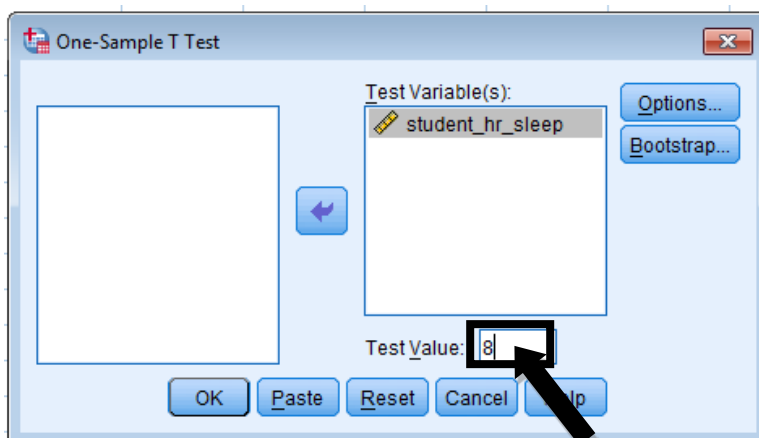 One-Sample T Test
Test Variable(s):
student_hr_sleep
Options...
Bootstrap...
Test Value: 8
OK Paste Reset Cancel